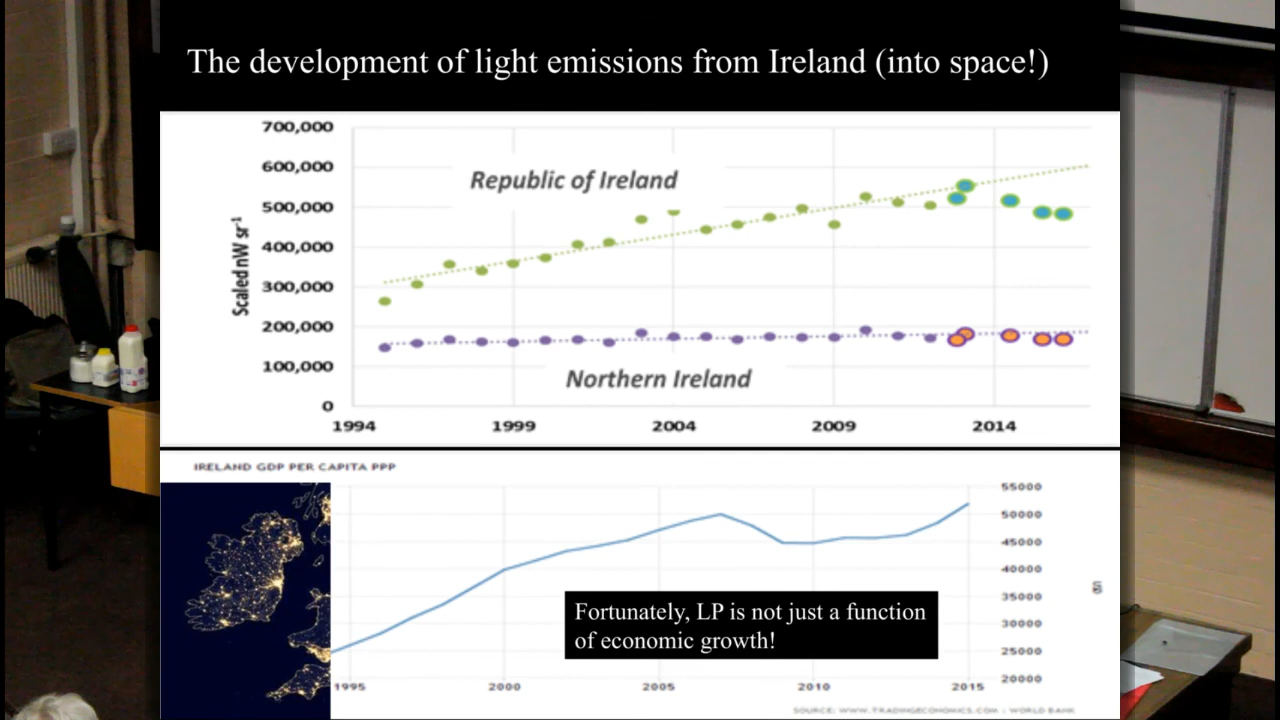 The development of light emissions from Ireland (into space!)
700,000
600,000
500,000
400,000
300,000
200,000
100,000
0
Scaled nW sr⁻¹
Republic of Ireland
Northern Ireland
1994 1999 2004 2009 2014
IRELAND GDP PER CAPITA PPP
55000
50000
45000
40000
35000
30000
25000
20000
($)
Fortunately, LP is not just a function
of economic growth!
1995 2000 2005 2010 2015
SOURCE: WWW.TRADINGECONOMICS.COM | WORLD BANK